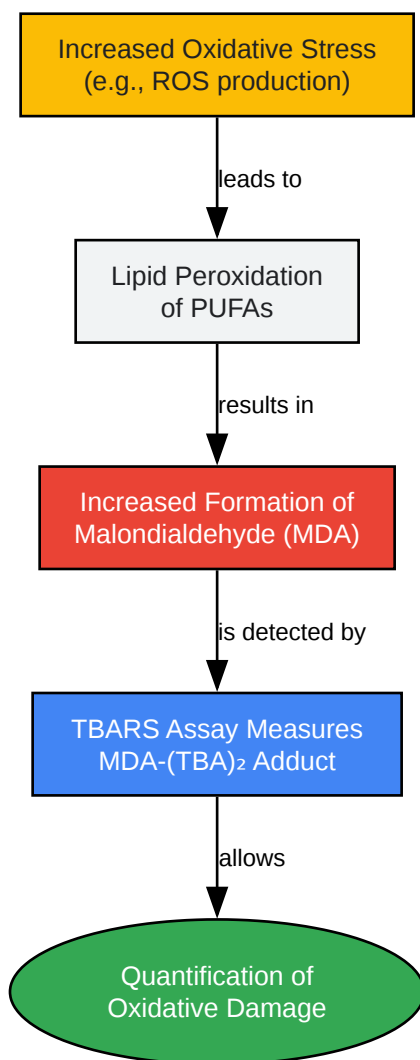 Increased Oxidative Stress
(e.g., ROS production)
leads to
Lipid Peroxidation
of PUFAs
results in
Increased Formation of
Malondialdehyde (MDA)
is detected by
TBARS Assay Measures
MDA-(TBA)₂ Adduct
allows
Quantification of
Oxidative Damage